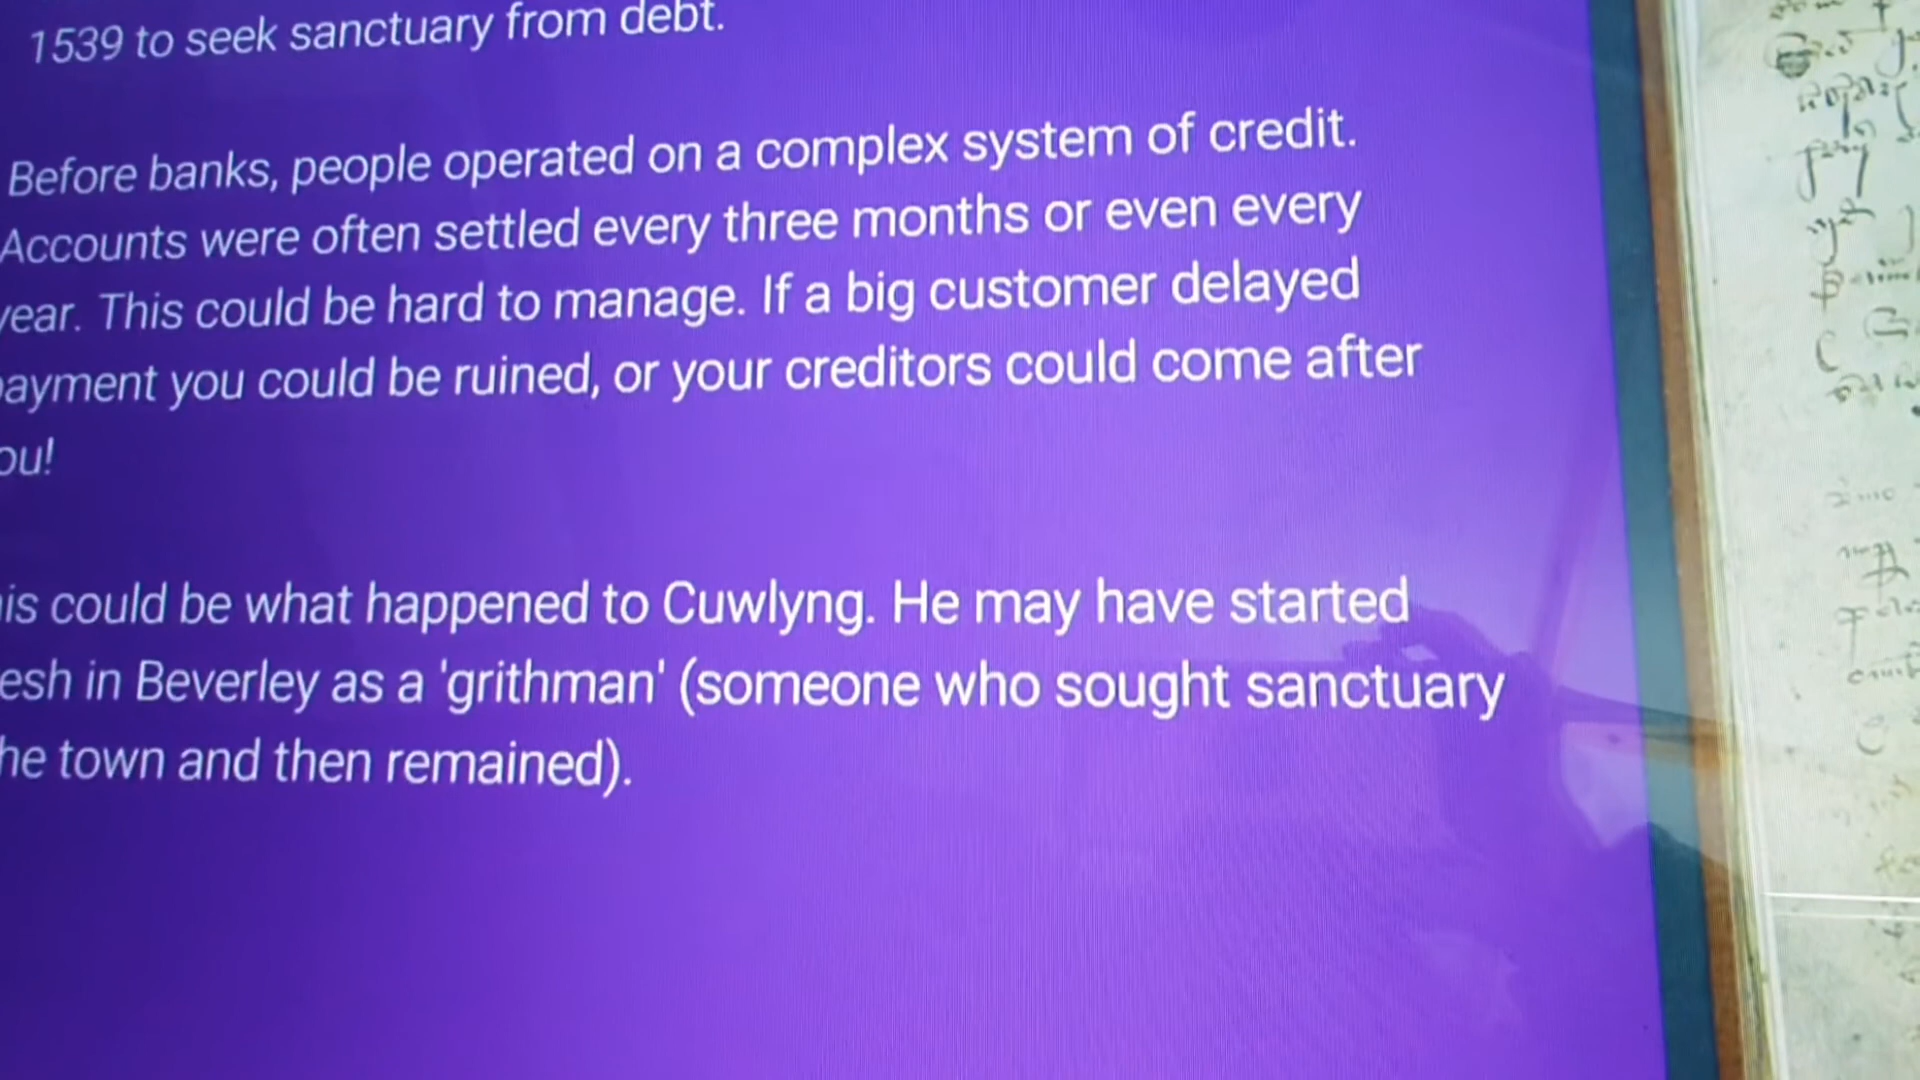 1539 to seek sanctuary from debt.
Before banks, people operated on a complex system of credit.
Accounts were often settled every three months or even every
year. This could be hard to manage. If a big customer delayed
payment you could be ruined, or your creditors could come after
ou!
is could be what happened to Cuwlyng. He may have started
esh in Beverley as a 'grithman' (someone who sought sanctuary
he town and then remained).